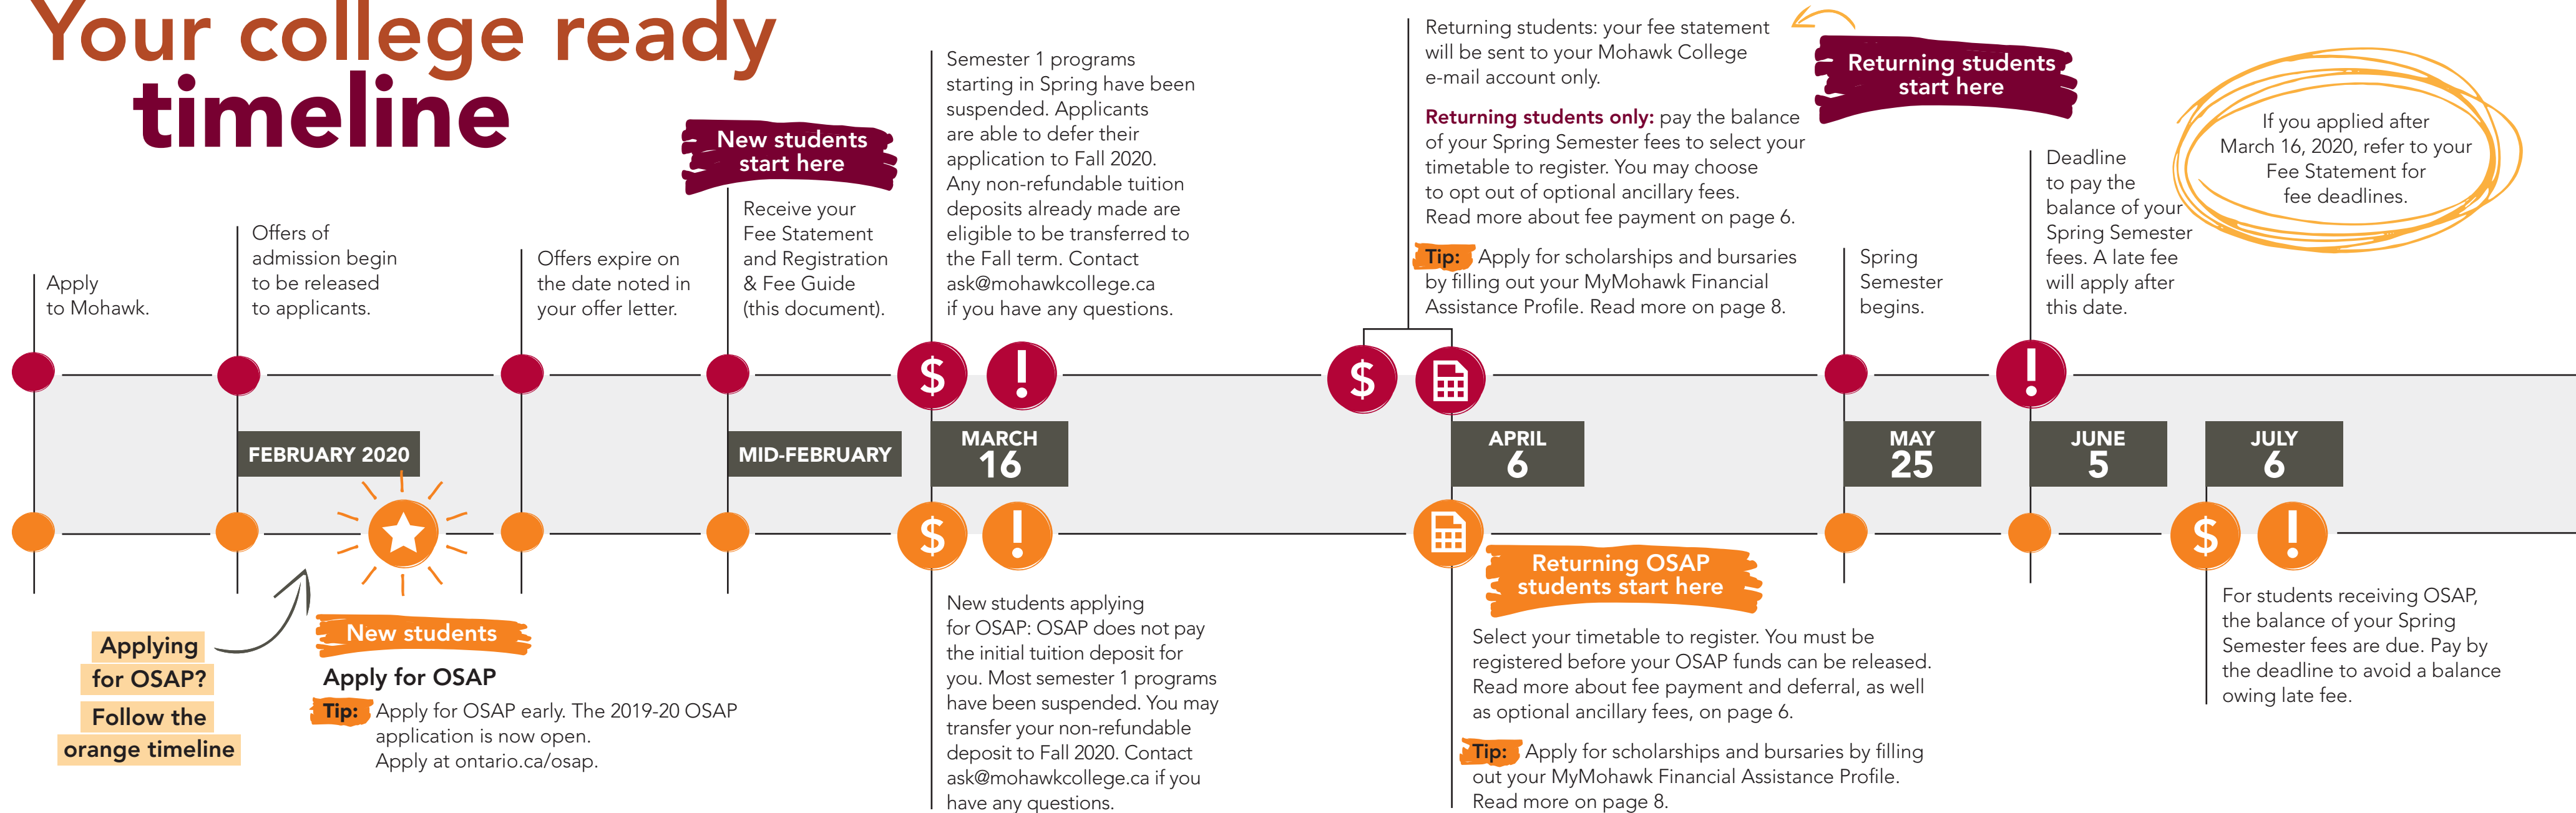 Your college ready
timeline
Apply
to Mohawk.
Offers of
admission begin
to be released
to applicants.
Offers expire on
the date noted in
your offer letter.
New students
start here
Receive your
Fee Statement
and Registration
& Fee Guide
(this document).
Semester 1 programs
starting in Spring have been
suspended. Applicants
are able to defer their
application to Fall 2020.
Any non-refundable tuition
deposits already made are
eligible to be transferred to
the Fall term. Contact
ask@mohawkcollege.ca
if you have any questions.
Returning students: your fee statement
will be sent to your Mohawk College
e-mail account only.
Returning students only: pay the balance
of your Spring Semester fees to select your
timetable to register. You may choose
to opt out of optional ancillary fees.
Read more about fee payment on page 6.
Tip: Apply for scholarships and bursaries
by filling out your MyMohawk Financial
Assistance Profile. Read more on page 8.
Returning students
start here
Spring
Semester
begins.
Deadline
to pay the
balance of your
Spring Semester
fees. A late fee
will apply after
this date.
If you applied after
March 16, 2020, refer to your
Fee Statement for
fee deadlines.
$
!
$
!
FEBRUARY 2020
MID-FEBRUARY
MARCH
16
APRIL
6
MAY
25
JUNE
5
JULY
6
$
!
$
!
Applying
for OSAP?
Follow the
orange timeline
New students
Apply for OSAP
Tip: Apply for OSAP early. The 2019-20 OSAP
application is now open.
Apply at ontario.ca/osap.
New students applying
for OSAP: OSAP does not pay
the initial tuition deposit for
you. Most semester 1 programs
have been suspended. You may
transfer your non-refundable
deposit to Fall 2020. Contact
ask@mohawkcollege.ca if you
have any questions.
Returning OSAP
students start here
Select your timetable to register. You must be
registered before your OSAP funds can be released.
Read more about fee payment and deferral, as well
as optional ancillary fees, on page 6.
Tip: Apply for scholarships and bursaries by filling
out your MyMohawk Financial Assistance Profile.
Read more on page 8.
For students receiving OSAP,
the balance of your Spring
Semester fees are due. Pay by
the deadline to avoid a balance
owing late fee.